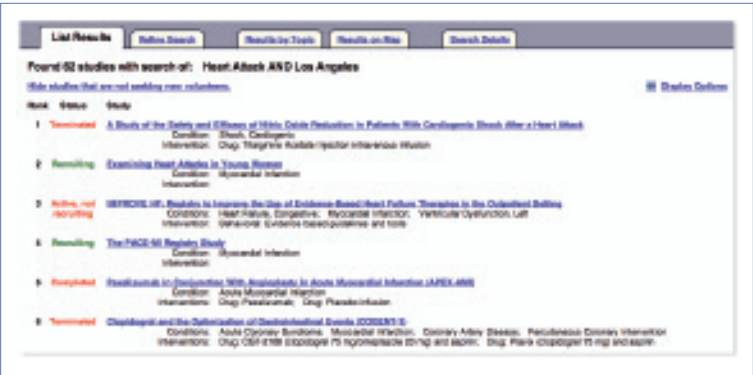 List Results Refine Search Results by Topic Results on Map Search Details
Found 62 studies with search of: Heart Attack AND Los Angeles
Hide studies that are not seeking new volunteers. Display Options
Rank Status Study
1 Terminated A Study of the Safety and Efficacy of Nitric Oxide Reduction in Patients With Cardiogenic Shock After a Heart Attack
Condition: Shock, Cardiogenic
Intervention: Drug: Tilarginine Acetate Injection intravenous infusion
2 Recruiting Examining Heart Attacks in Young Women
Condition: Myocardial Infarction
Intervention:
3 Active, not recruiting IMPROVE HF: Registry to Improve the Use of Evidence-Based Heart Failure Therapies in the Outpatient Setting
Conditions: Heart Failure, Congestive; Myocardial Infarction; Ventricular Dysfunction, Left
Intervention: Behavioral: Evidence based guidelines and tools
4 Recruiting The PACE-MI Registry Study
Condition: Myocardial Infarction
Intervention:
5 Completed Pexelizumab in Conjunction With Angioplasty in Acute Myocardial Infarction (APEX-AMI)
Condition: Acute Myocardial Infarction
Interventions: Drug: Pexelizumab; Drug: Placebo infusion
6 Terminated Clopidogrel and the Optimization of Gastrointestinal Events (COGENT-1)
Conditions: Acute Coronary Syndrome; Myocardial Infarction; Coronary Artery Disease; Percutaneous Coronary Intervention
Interventions: Drug: CGT-2168 (clopidogrel 75 mg/omeprazole 20 mg) and aspirin; Drug: Plavix (clopidogrel 75 mg) and aspirin